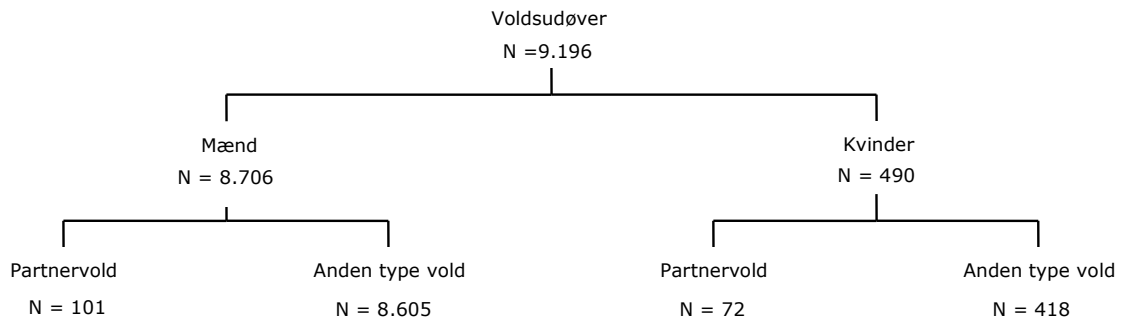 Voldsudøver
N =9.196
Mænd
N = 8.706
Kvinder
N = 490
Partnervold
N = 101
Anden type vold
N = 8.605
Partnervold
N = 72
Anden type vold
N = 418